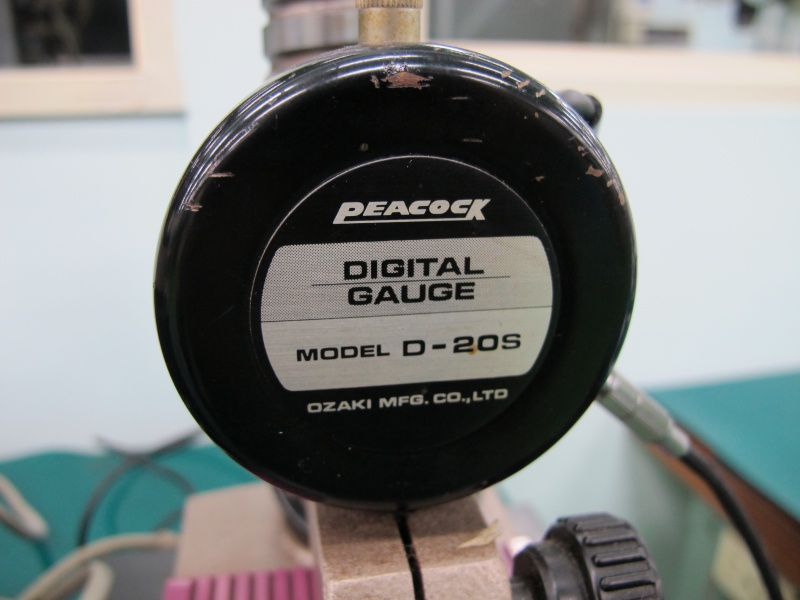 PEACOCK
DIGITAL
GAUGE
MODEL D-20S
OZAKI MFG. CO.,LTD